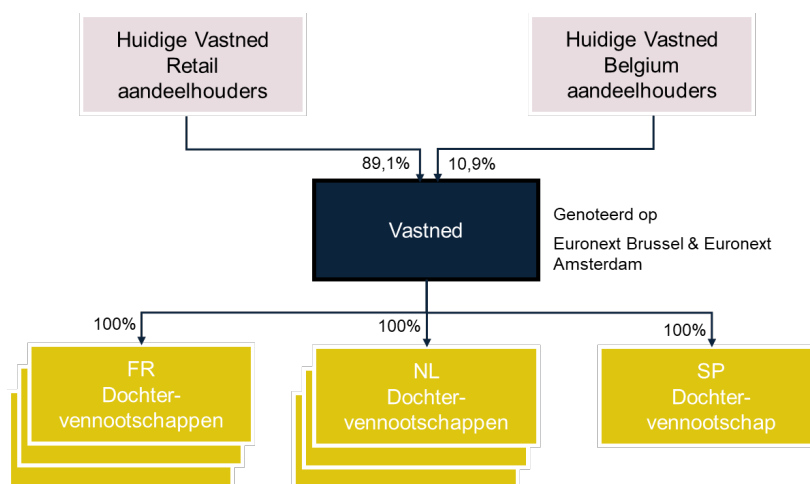 Huidige Vastned
Retail
aandeelhouders
Huidige Vastned
Belgium
aandeelhouders
89,1%
10,9%
Vastned
Genoteerd op
Euronext Brussel & Euronext
Amsterdam
100%
100%
100%
FR
Dochter-
vennootschappen
NL
Dochter-
vennootschappen
SP
Dochter-
vennootschap